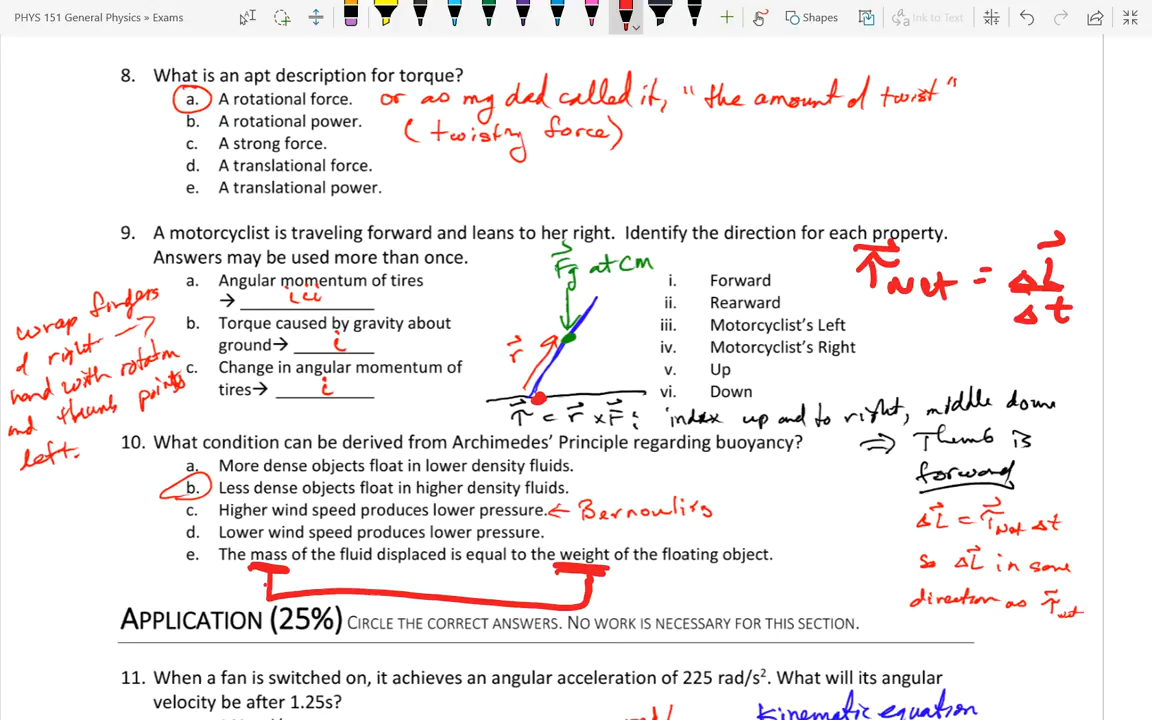 PHYS 151 General Physics » Exams
Shapes
Ink to Text
8. What is an apt description for torque?
a. A rotational force. or as my dad called it, "the amount of twist"
b. A rotational power. (twisting force)
c. A strong force.
d. A translational force.
e. A translational power.
9. A motorcyclist is traveling forward and leans to her right. Identify the direction for each property.
Answers may be used more than once.
a. Angular momentum of tires
→ iii
b. Torque caused by gravity about
ground→ i
c. Change in angular momentum of
tires→ i
wrap fingers
of right →
hand with rotation
and thumb points
left.
F⃗g at CM
r⃗
i. Forward
ii. Rearward
iii. Motorcyclist's Left
iv. Motorcyclist's Right
v. Up
vi. Down
τ⃗Net = ΔL⃗/Δt
τ⃗ = r⃗ x F⃗: index up and to right, middle down
⇒ Thumb is
forward
ΔL⃗ = τ⃗Net Δt
so ΔL⃗ in same
direction as τ⃗net
10. What condition can be derived from Archimedes' Principle regarding buoyancy?
a. More dense objects float in lower density fluids.
b. Less dense objects float in higher density fluids.
c. Higher wind speed produces lower pressure. ← Bernoulli's
d. Lower wind speed produces lower pressure.
e. The mass of the fluid displaced is equal to the weight of the floating object.
APPLICATION (25%) CIRCLE THE CORRECT ANSWERS. NO WORK IS NECESSARY FOR THIS SECTION.
11. When a fan is switched on, it achieves an angular acceleration of 225 rad/s². What will its angular
velocity be after 1.25s?
Kinematic equation